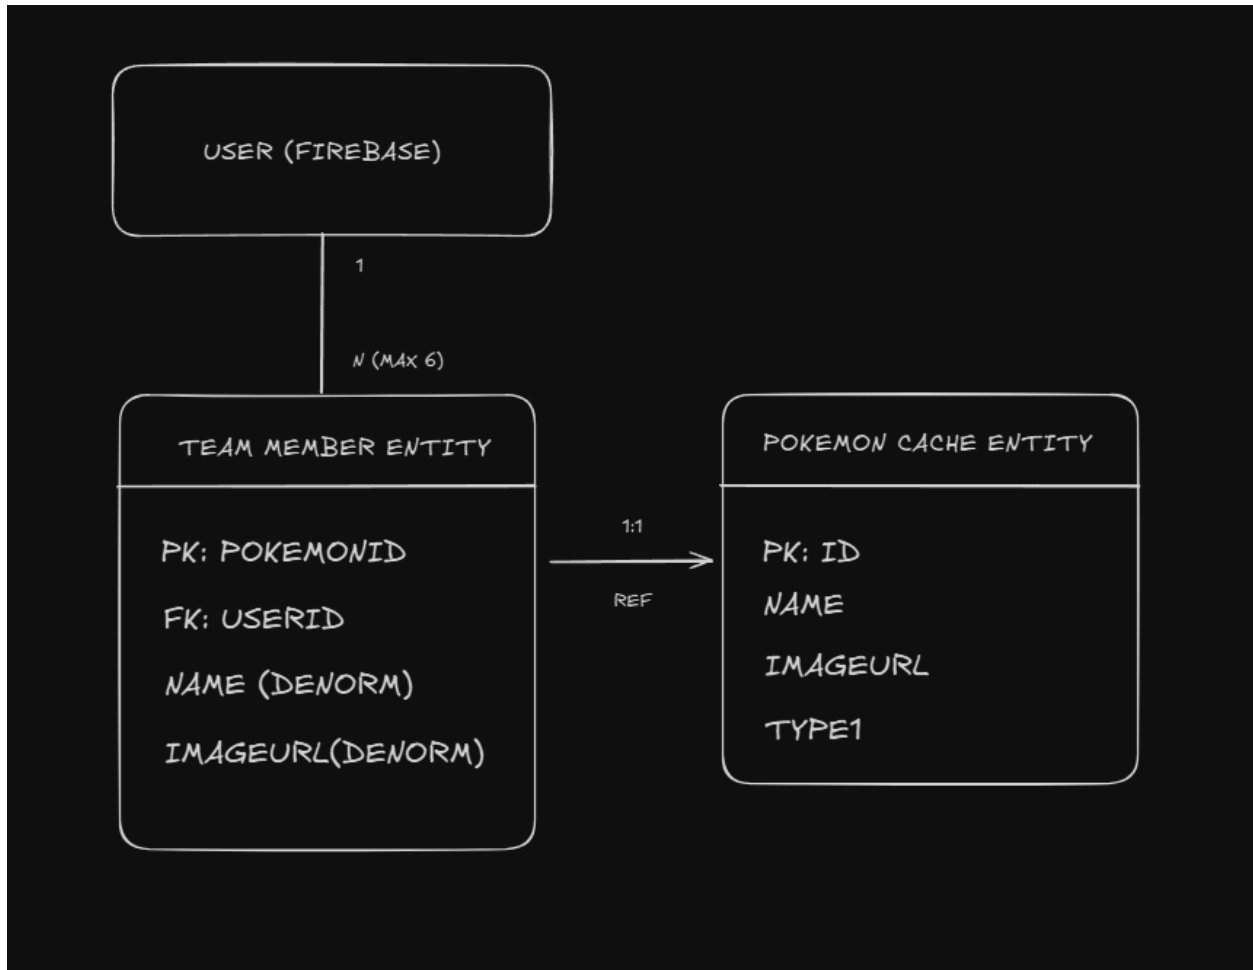 USER (FIREBASE)
1
N (MAX 6)
TEAM MEMBER ENTITY
PK: POKEMONID
FK: USERID
NAME (DENORM)
IMAGEURL(DENORM)
1:1
REF
POKEMON CACHE ENTITY
PK: ID
NAME
IMAGEURL
TYPE1